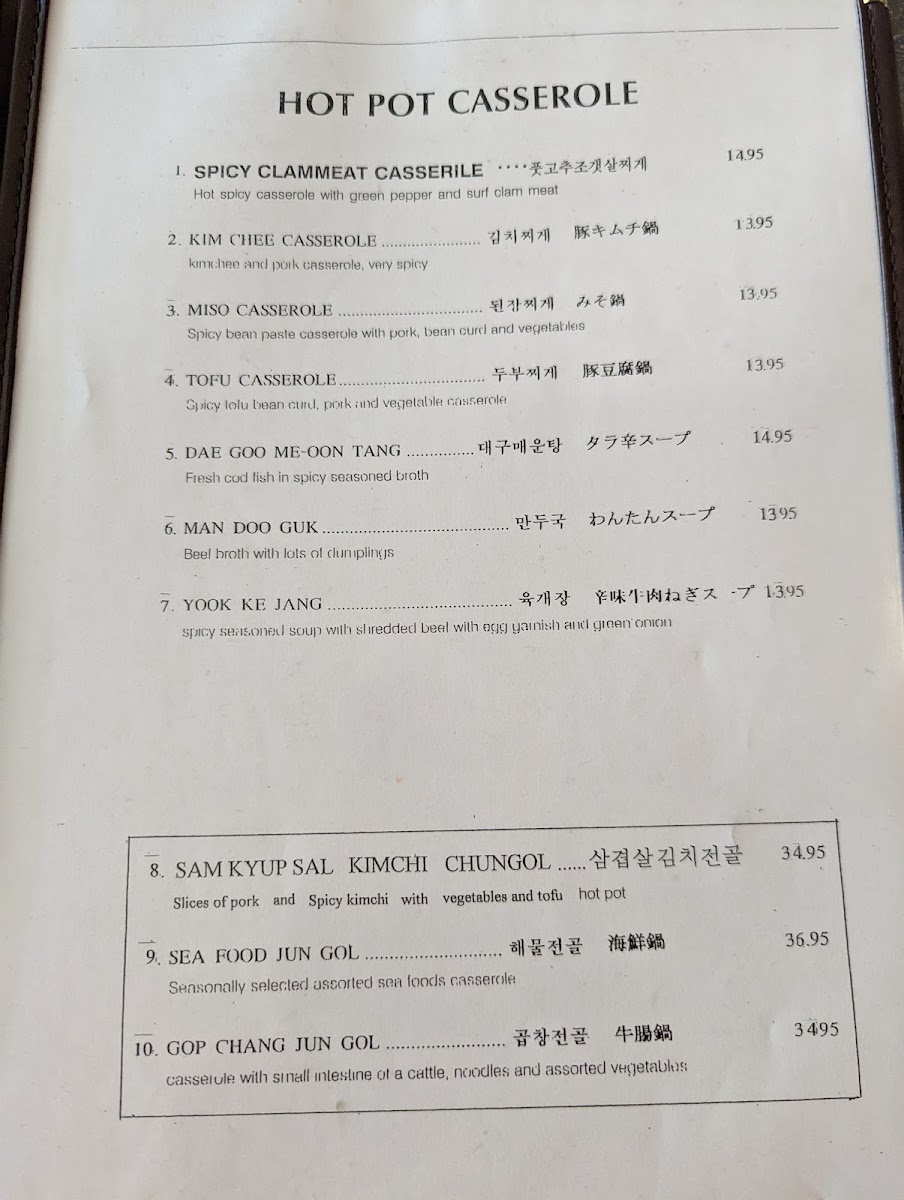 HOT POT CASSEROLE
1. SPICY CLAMMEAT CASSERILE ····풋고추조갯살찌게 14.95
Hot spicy casserole with green pepper and surf clam meat
2. KIM CHEE CASSEROLE ....................... 김치찌게 豚キムチ鍋 13.95
kimchee and pork casserole, very spicy
3. MISO CASSEROLE ................................. 된장찌게 みそ鍋 13.95
Spicy bean paste casserole with pork, bean curd and vegetables
4. TOFU CASSEROLE.................................. 두부찌게 豚豆腐鍋 13.95
Spicy tofu bean curd, pork and vegetable casserole
5. DAE GOO ME-OON TANG ...............대구매운탕 タラ辛スープ 14.95
Fresh cod fish in spicy seasoned broth
6. MAN DOO GUK........................................... 만두국 わんたんスープ 13.95
Beef broth with lots of dumplings
7. YOOK KE JANG .......................................... 육개장 辛味牛肉ねぎスープ 13.95
spicy seasoned soup with shredded beef with egg garnish and green onion
8. SAM KYUP SAL KIMCHI CHUNGOL ......삼겹살김치전골 34.95
Slices of pork and Spicy kimchi with vegetables and tofu hot pot
9. SEA FOOD JUN GOL ................................ 해물전골 海鮮鍋 36.95
Seasonally selected assorted sea foods casserole
10. GOP CHANG JUN GOL ............................ 곱창전골 牛腸鍋 34.95
casserole with small intestine of a cattle, noodles and assorted vegetables